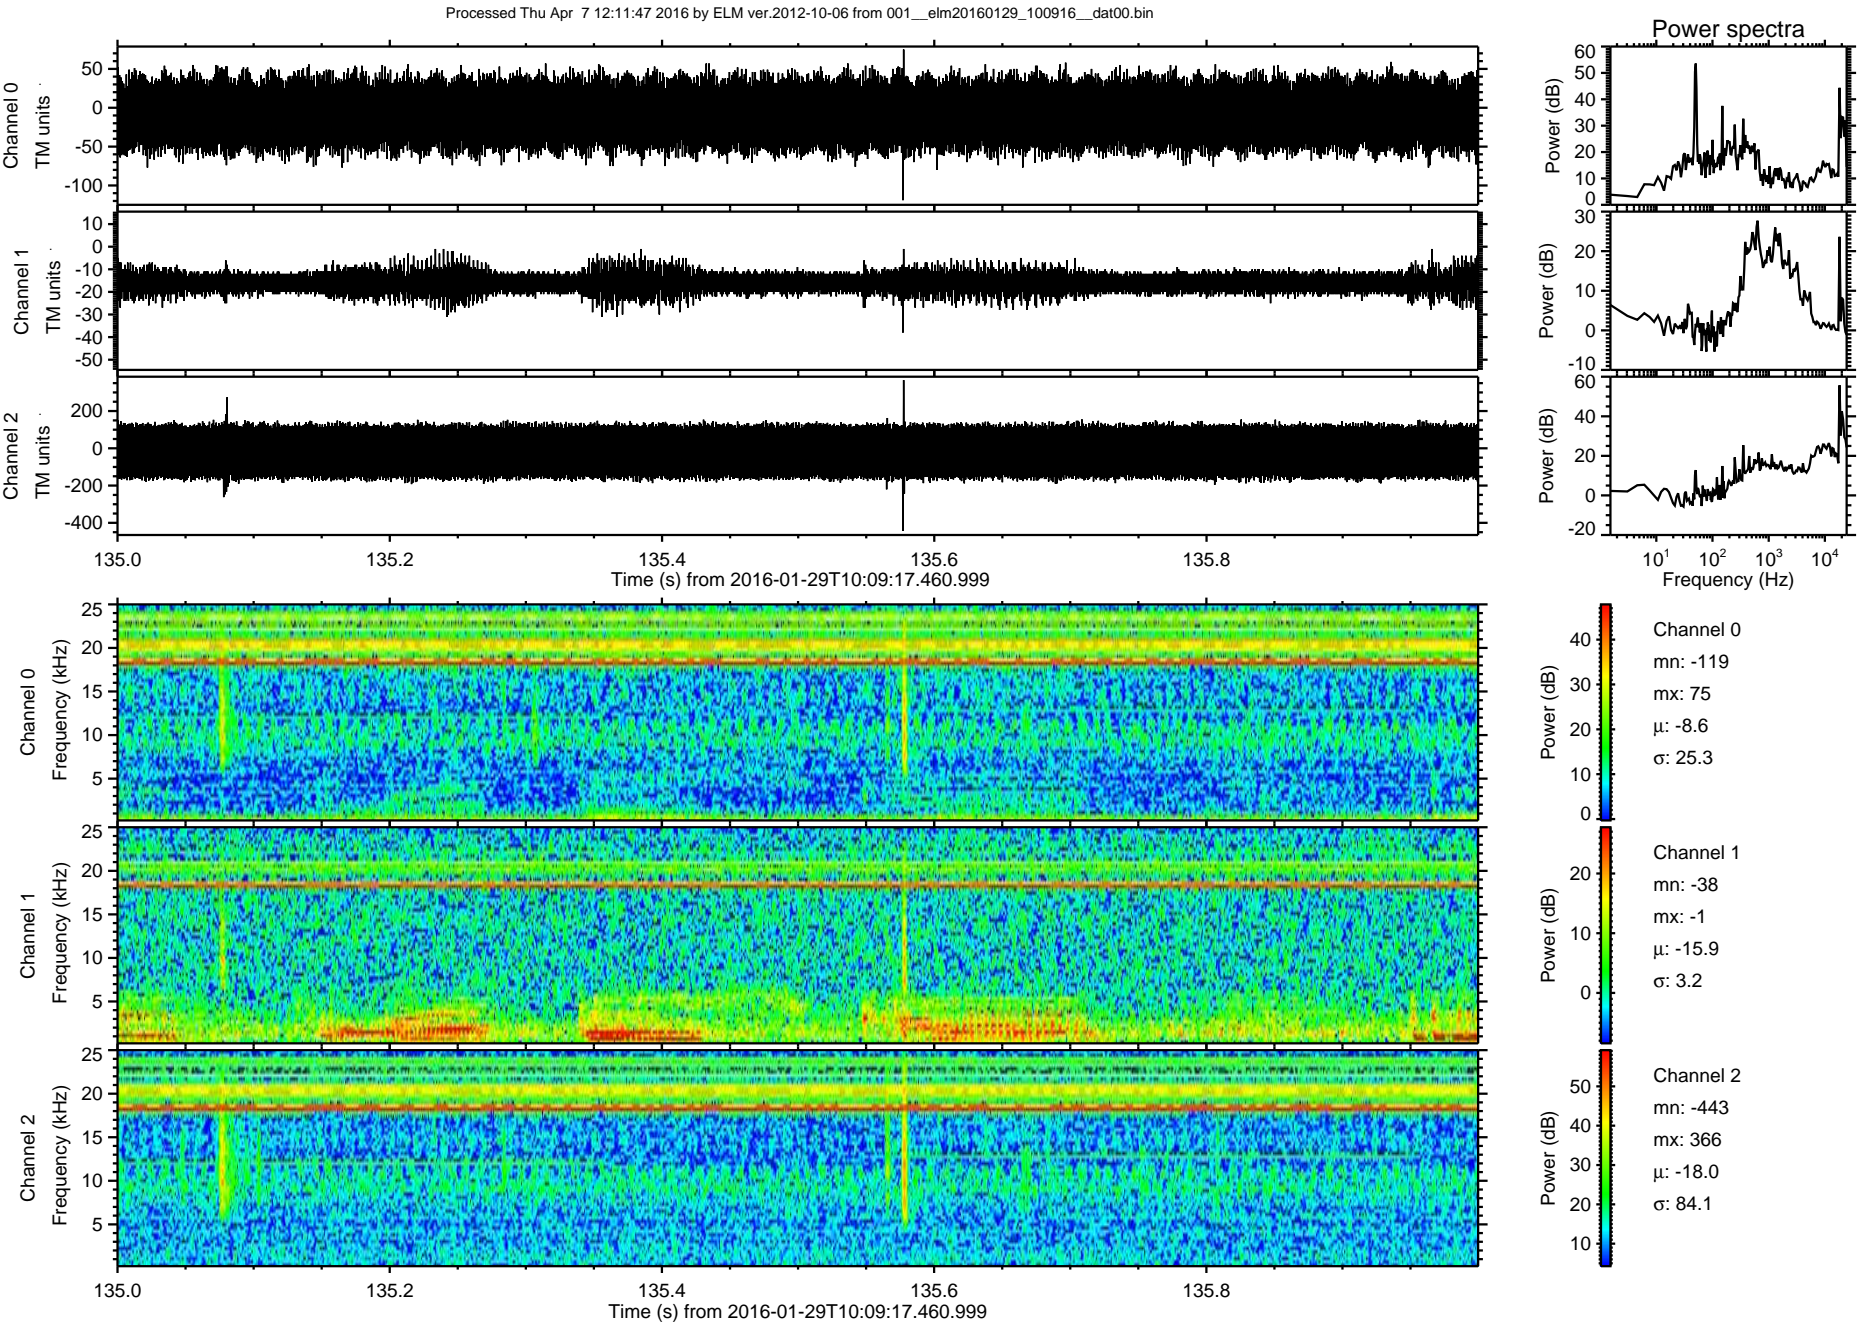 Processed Thu Apr 7 12:11:47 2016 by ELM ver.2012-10-06 from 001__elm20160129_100916__dat00.bin
Power spectra
Channel 0
TM units
50
0
-50
-100
Power (dB)
60
50
40
30
20
10
0
Channel 1
TM units
10
0
-10
-20
-30
-40
-50
Power (dB)
30
20
10
0
-10
Channel 2
TM units
200
0
-200
-400
Power (dB)
60
40
20
0
-20
135.0 135.2 135.4 135.6 135.8
Time (s) from 2016-01-29T10:09:17.460.999
10¹ 10² 10³ 10⁴
Frequency (Hz)
Channel 0
Frequency (kHz)
25
20
15
10
5
Power (dB)
40
30
20
10
0
Channel 0
mn: -119
mx: 75
μ: -8.6
σ: 25.3
Channel 1
Frequency (kHz)
25
20
15
10
5
Power (dB)
20
10
0
Channel 1
mn: -38
mx: -1
μ: -15.9
σ: 3.2
Channel 2
Frequency (kHz)
25
20
15
10
5
Power (dB)
50
40
30
20
10
Channel 2
mn: -443
mx: 366
μ: -18.0
σ: 84.1
135.0 135.2 135.4 135.6 135.8
Time (s) from 2016-01-29T10:09:17.460.999